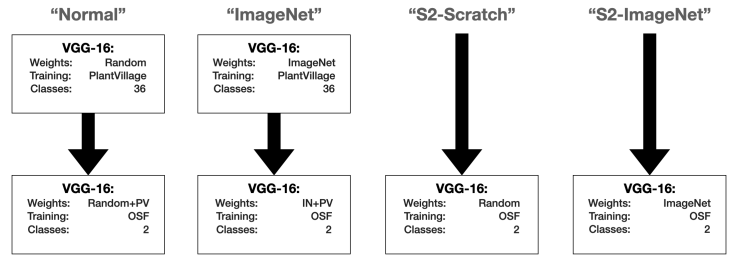 “Normal”
“ImageNet”
“S2-Scratch”
“S2-ImageNet”
VGG-16:
Weights: Random
Training: PlantVillage
Classes: 36
VGG-16:
Weights: ImageNet
Training: PlantVillage
Classes: 36
VGG-16:
Weights: Random+PV
Training: OSF
Classes: 2
VGG-16:
Weights: IN+PV
Training: OSF
Classes: 2
VGG-16:
Weights: Random
Training: OSF
Classes: 2
VGG-16:
Weights: ImageNet
Training: OSF
Classes: 2